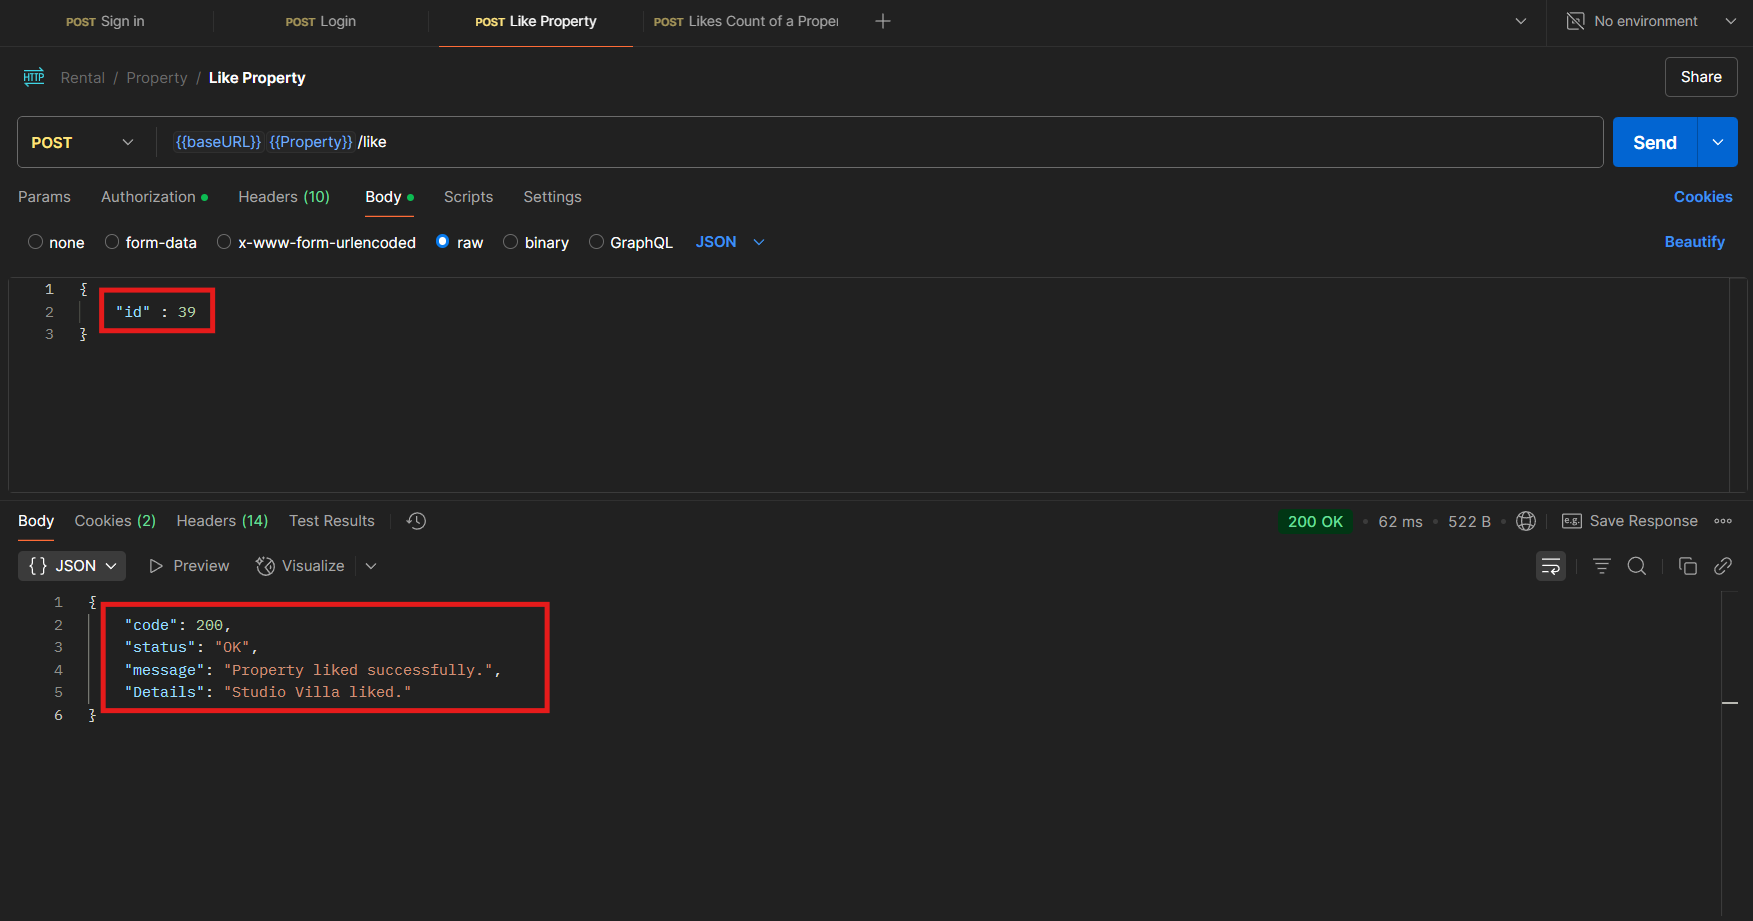 POST Sign in
POST Login
POST Like Property
POST Likes Count of a Proper
No environment
HTTP Rental / Property / Like Property
Share
POST
{{baseURL}} {{Property}} /like
Send
Params
Authorization
Headers (10)
Body
Scripts
Settings
Cookies
none
form-data
x-www-form-urlencoded
raw
binary
GraphQL
JSON
Beautify
1 {
2 "id" : 39
3 }
Body
Cookies (2)
Headers (14)
Test Results
200 OK
62 ms
522 B
e.g. Save Response
{} JSON
Preview
Visualize
1 {
2 "code": 200,
3 "status": "OK",
4 "message": "Property liked successfully.",
5 "Details": "Studio Villa liked."
6 }